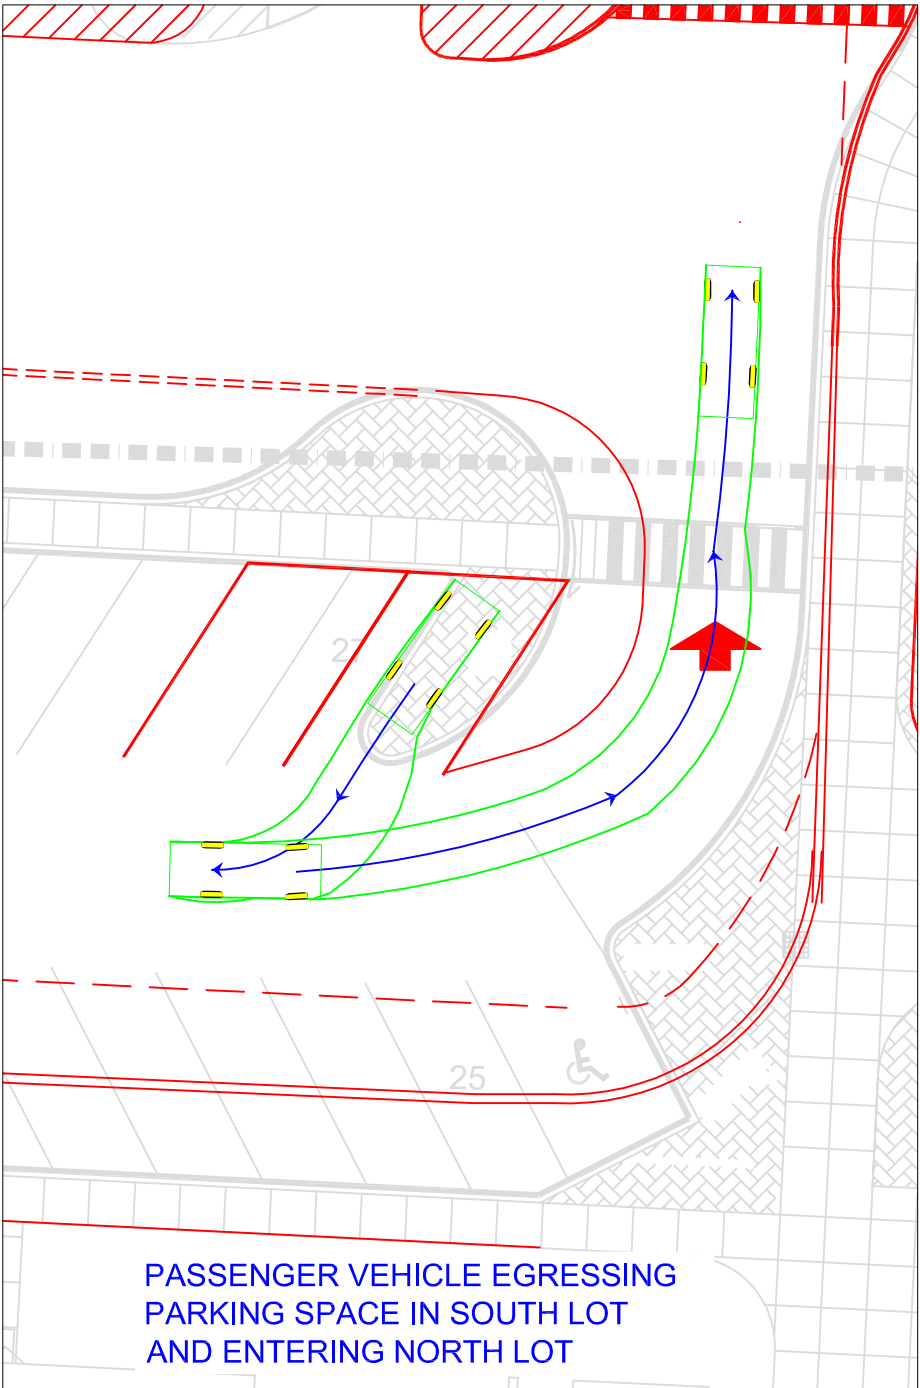 27
25
PASSENGER VEHICLE EGRESSING
PARKING SPACE IN SOUTH LOT
AND ENTERING NORTH LOT